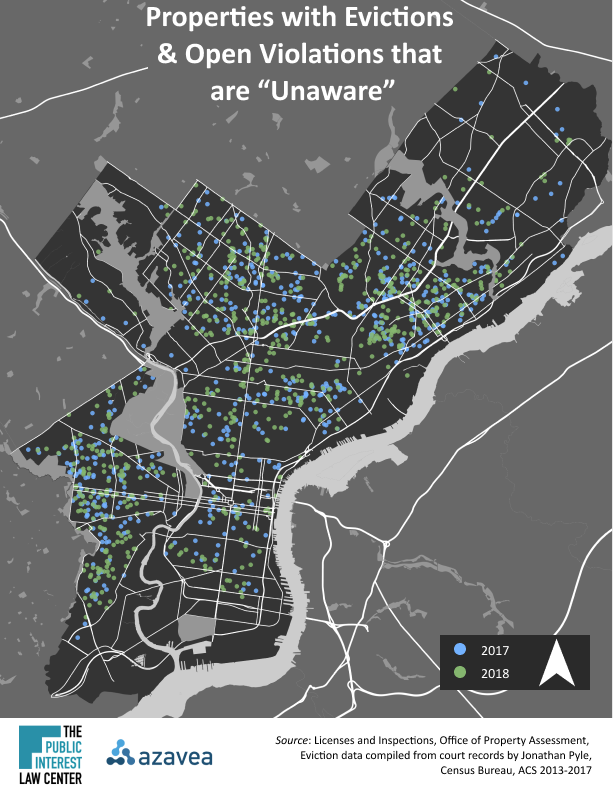 Properties with Evictions
& Open Violations that
are “Unaware”
2017
2018
THE
PUBLIC
INTEREST
LAW CENTER
azavea
Source: Licenses and Inspections, Office of Property Assessment,
Eviction data compiled from court records by Jonathan Pyle,
Census Bureau, ACS 2013-2017